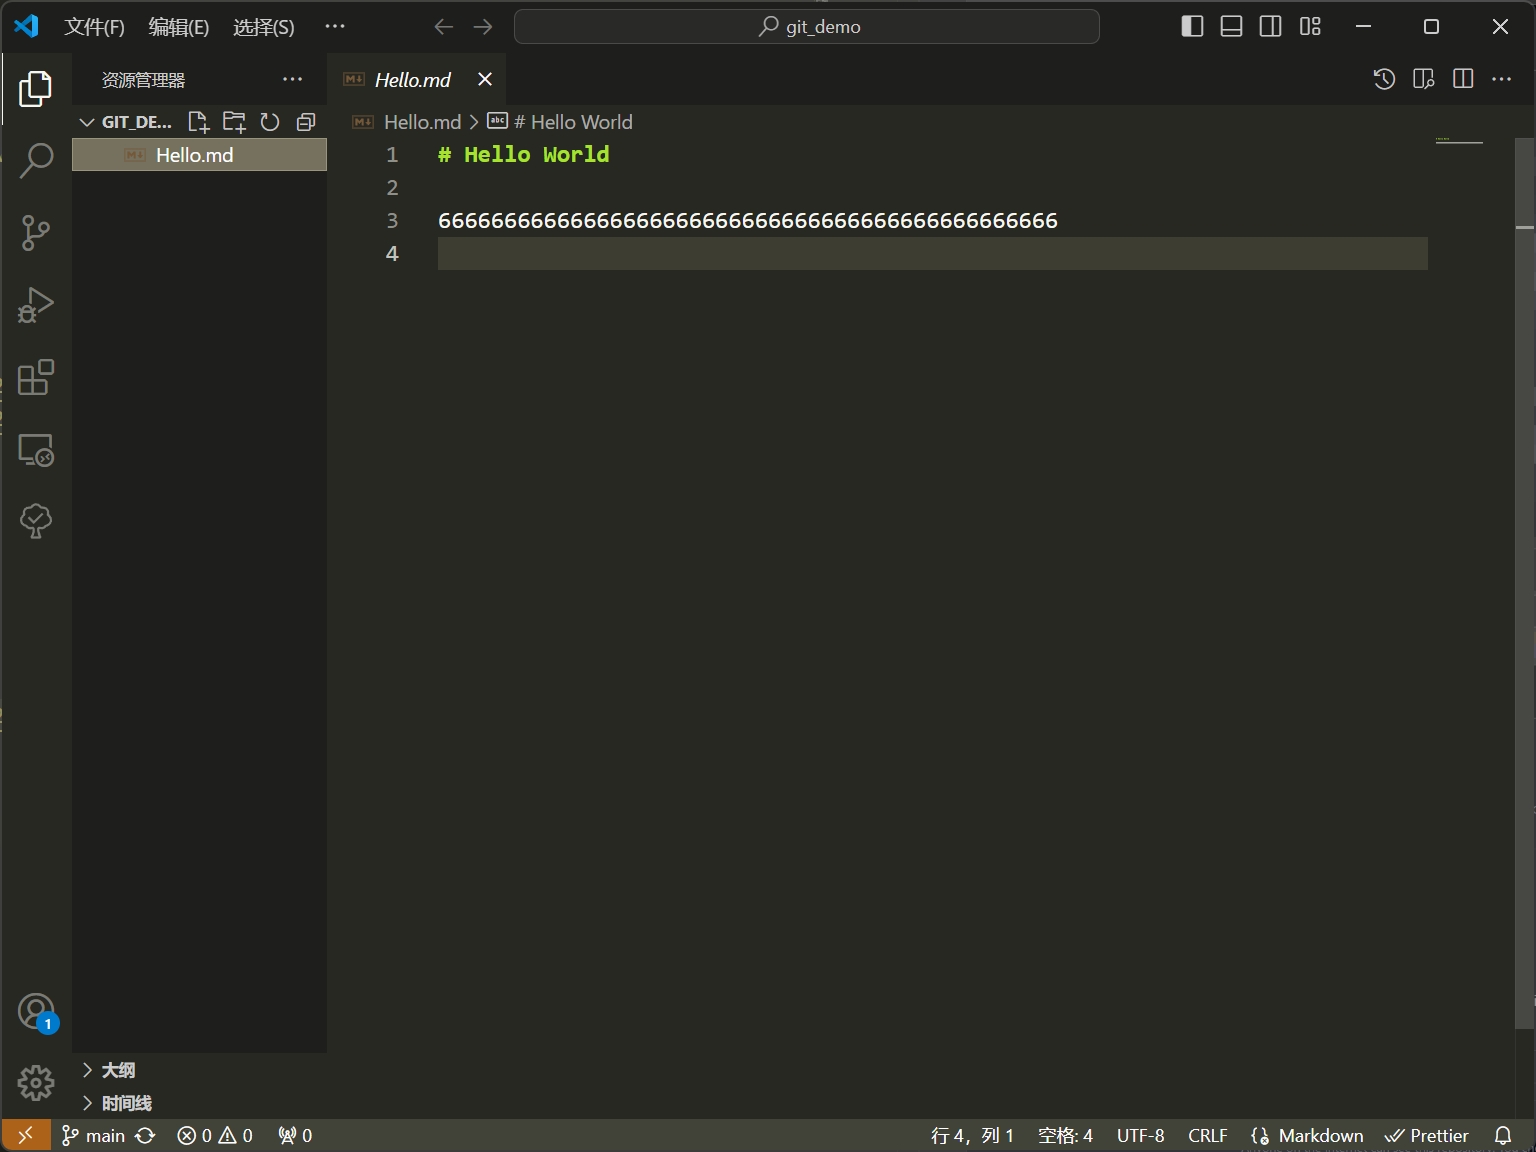 文件(F) 编辑(E) 选择(S) ··· git_demo
资源管理器 ··· Hello.md
GIT_DE... Hello.md > # Hello World
Hello.md
1 # Hello World
2
3 66666666666666666666666666666666666666666666666
4
1
大纲
时间线
main 0 0 0 行 4，列 1 空格: 4 UTF-8 CRLF Markdown Prettier